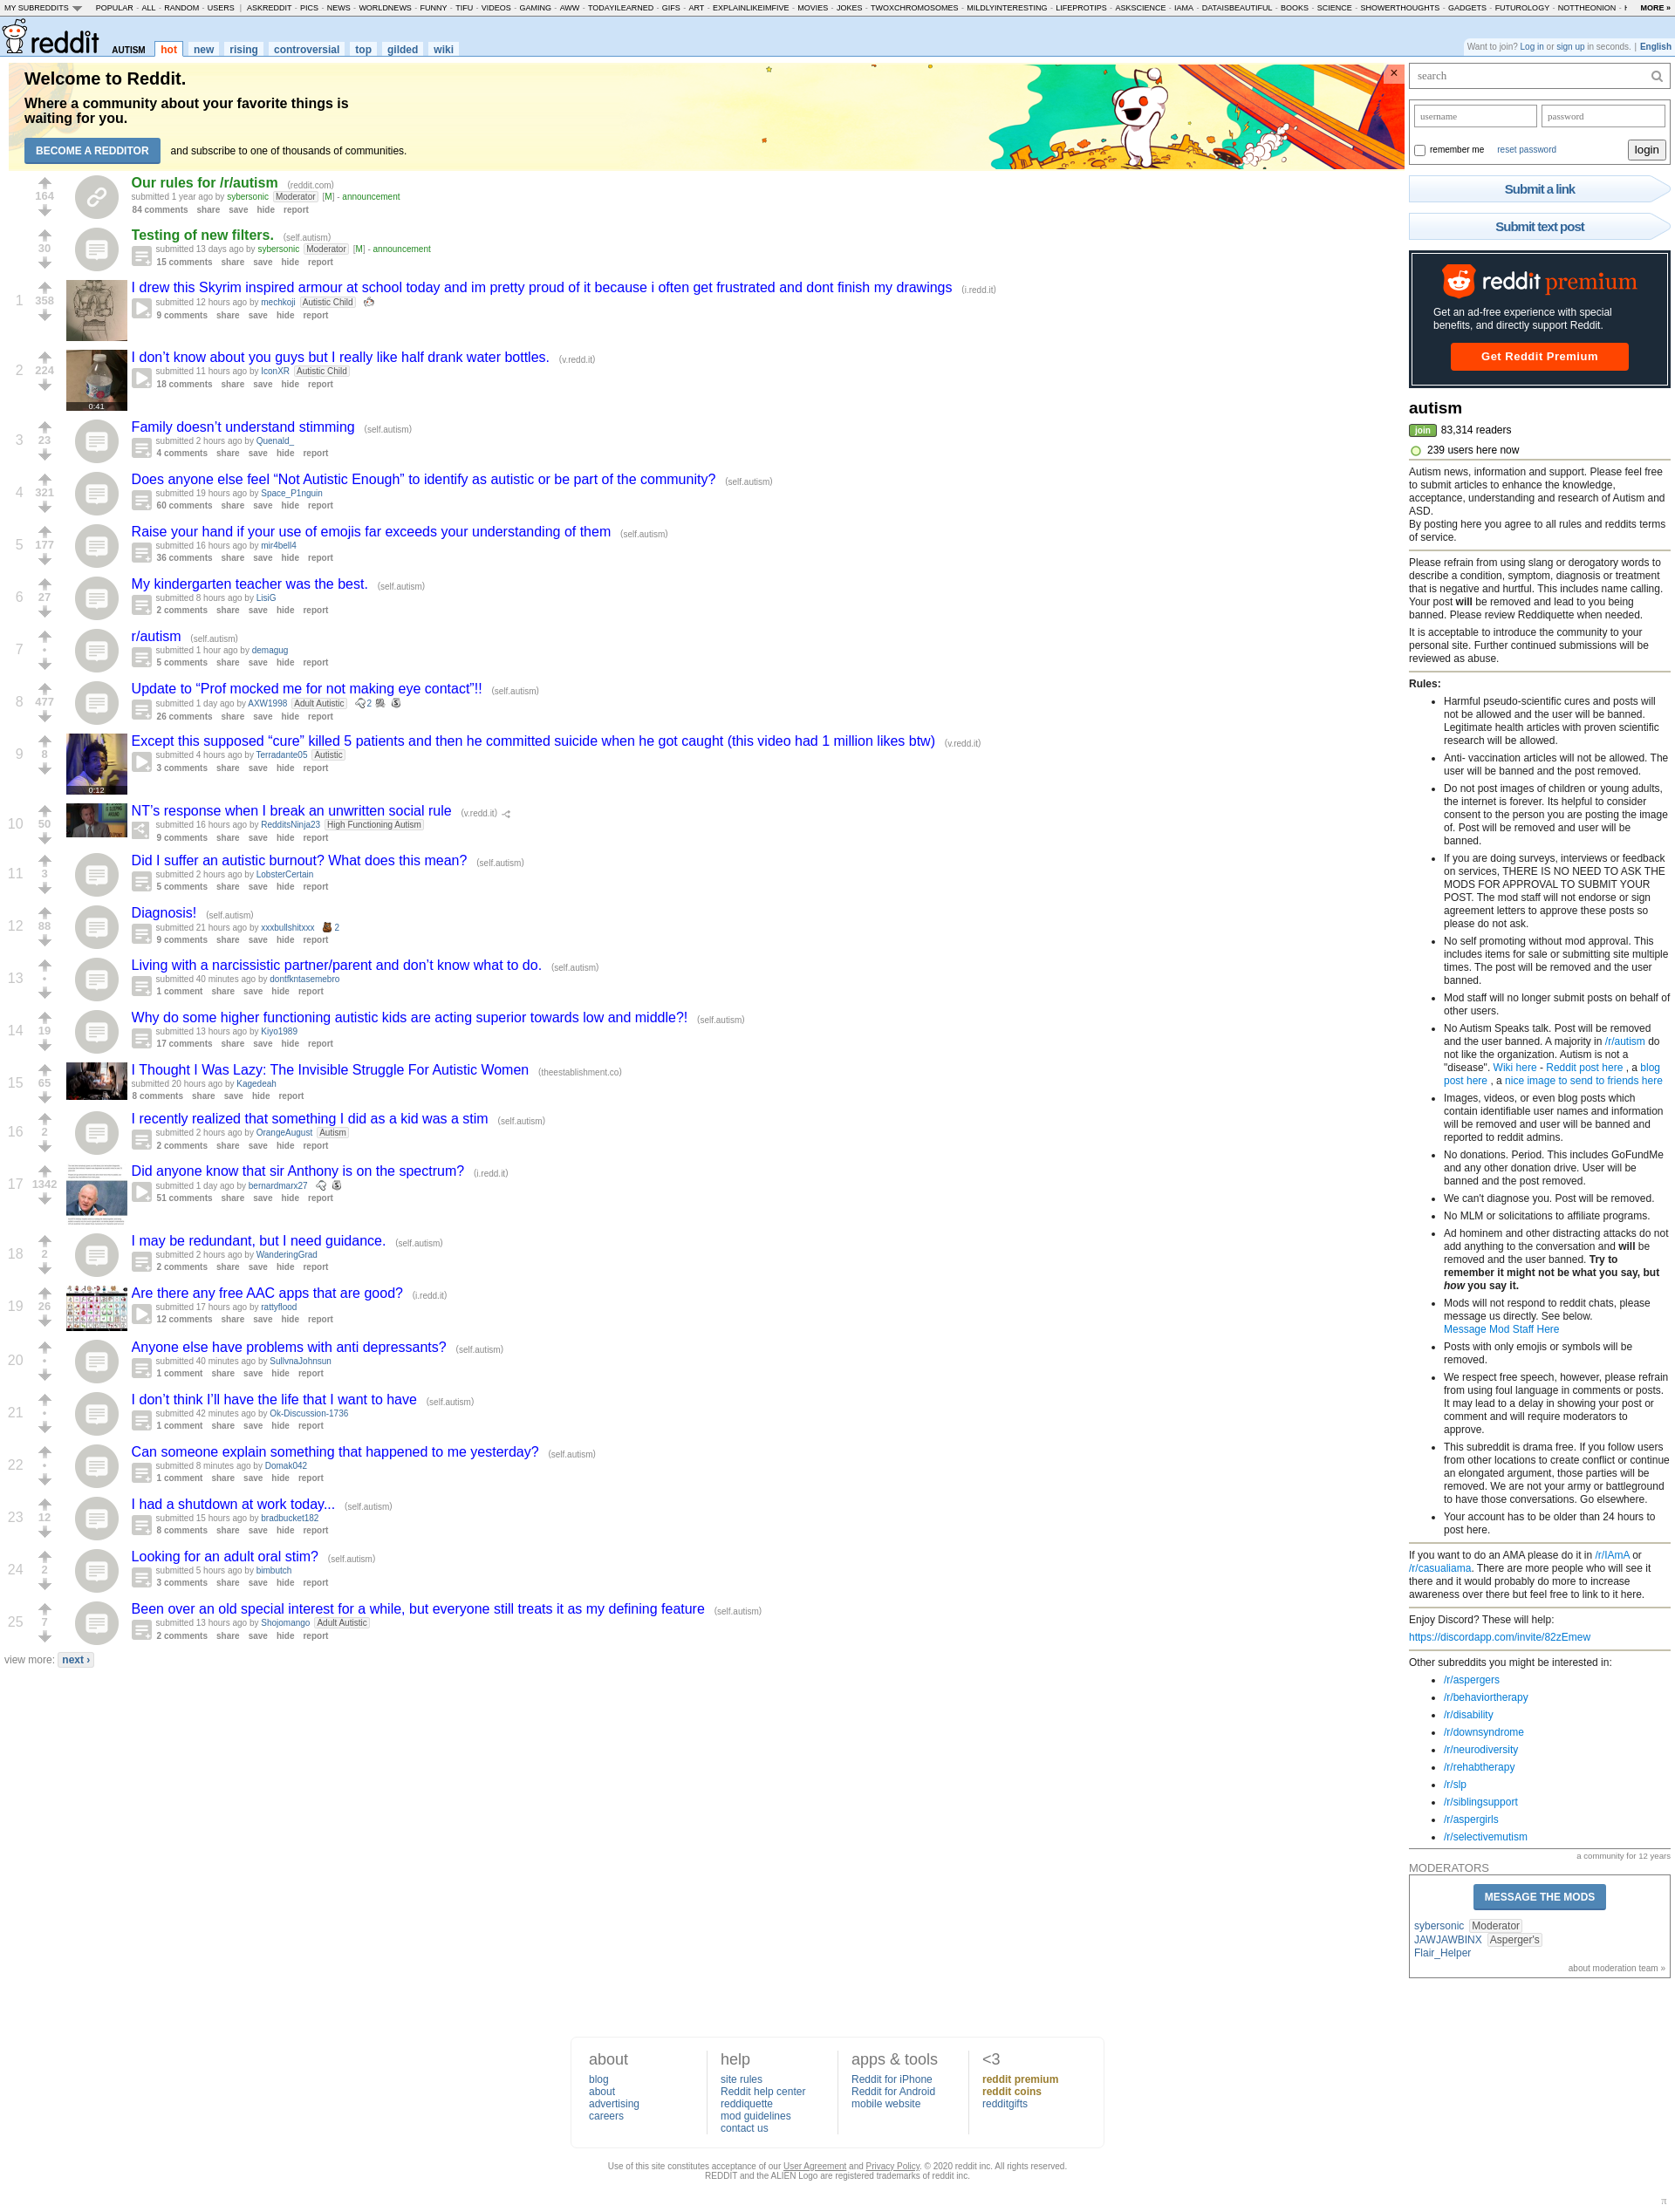 MY SUBREDDITS POPULAR - ALL - RANDOM - USERS | ASKREDDIT - PICS - NEWS - WORLDNEWS - FUNNY - TIFU - VIDEOS - GAMING - AWW - TODAYILEARNED - GIFS - ART - EXPLAINLIKEIMFIVE - MOVIES - JOKES - TWOXCHROMOSOMES - MILDLYINTERESTING - LIFEPROTIPS - ASKSCIENCE - IAMA - DATAISBEAUTIFUL - BOOKS - SCIENCE - SHOWERTHOUGHTS - GADGETS - FUTUROLOGY - NOTTHEONION - MORE »
reddit AUTISM hot new rising controversial top gilded wiki
Want to join? Log in or sign up in seconds. | English
Welcome to Reddit.
Where a community about your favorite things is
waiting for you.
BECOME A REDDITOR and subscribe to one of thousands of communities.
×
164
Our rules for /r/autism (reddit.com)
submitted 1 year ago by sybersonic Moderator [M] - announcement
84 comments share save hide report
30
Testing of new filters. (self.autism)
submitted 13 days ago by sybersonic Moderator [M] - announcement
15 comments share save hide report
1 358
I drew this Skyrim inspired armour at school today and im pretty proud of it because i often get frustrated and dont finish my drawings (i.redd.it)
submitted 12 hours ago by mechkoji Autistic Child
9 comments share save hide report
2 224
0:41
I don’t know about you guys but I really like half drank water bottles. (v.redd.it)
submitted 11 hours ago by IconXR Autistic Child
18 comments share save hide report
3 23
Family doesn’t understand stimming (self.autism)
submitted 2 hours ago by Quenald_
4 comments share save hide report
4 321
Does anyone else feel “Not Autistic Enough” to identify as autistic or be part of the community? (self.autism)
submitted 19 hours ago by Space_P1nguin
60 comments share save hide report
5 177
Raise your hand if your use of emojis far exceeds your understanding of them (self.autism)
submitted 16 hours ago by mir4bell4
36 comments share save hide report
6 27
My kindergarten teacher was the best. (self.autism)
submitted 8 hours ago by LisiG
2 comments share save hide report
7 •
r/autism (self.autism)
submitted 1 hour ago by demagug
5 comments share save hide report
8 477
Update to “Prof mocked me for not making eye contact”!! (self.autism)
submitted 1 day ago by AXW1998 Adult Autistic 2
26 comments share save hide report
9 8
0:12
Except this supposed “cure” killed 5 patients and then he committed suicide when he got caught (this video had 1 million likes btw) (v.redd.it)
submitted 4 hours ago by Terradante05 Autistic
3 comments share save hide report
10 50
NT’s response when I break an unwritten social rule (v.redd.it)
submitted 16 hours ago by RedditsNinja23 High Functioning Autism
9 comments share save hide report
11 3
Did I suffer an autistic burnout? What does this mean? (self.autism)
submitted 2 hours ago by LobsterCertain
5 comments share save hide report
12 88
Diagnosis! (self.autism)
submitted 21 hours ago by xxxbullshitxxx 2
9 comments share save hide report
13 •
Living with a narcissistic partner/parent and don’t know what to do. (self.autism)
submitted 40 minutes ago by dontfkntasemebro
1 comment share save hide report
14 19
Why do some higher functioning autistic kids are acting superior towards low and middle?! (self.autism)
submitted 13 hours ago by Kiyo1989
17 comments share save hide report
15 65
I Thought I Was Lazy: The Invisible Struggle For Autistic Women (theestablishment.co)
submitted 20 hours ago by Kagedeah
8 comments share save hide report
16 2
I recently realized that something I did as a kid was a stim (self.autism)
submitted 2 hours ago by OrangeAugust Autism
2 comments share save hide report
17 1342
Did anyone know that sir Anthony is on the spectrum? (i.redd.it)
submitted 1 day ago by bernardmarx27
51 comments share save hide report
18 2
I may be redundant, but I need guidance. (self.autism)
submitted 2 hours ago by WanderingGrad
2 comments share save hide report
19 26
Are there any free AAC apps that are good? (i.redd.it)
submitted 17 hours ago by rattyflood
12 comments share save hide report
20 •
Anyone else have problems with anti depressants? (self.autism)
submitted 40 minutes ago by SullvnaJohnsun
1 comment share save hide report
21 •
I don’t think I’ll have the life that I want to have (self.autism)
submitted 42 minutes ago by Ok-Discussion-1736
1 comment share save hide report
22 •
Can someone explain something that happened to me yesterday? (self.autism)
submitted 8 minutes ago by Domak042
1 comment share save hide report
23 12
I had a shutdown at work today... (self.autism)
submitted 15 hours ago by bradbucket182
8 comments share save hide report
24 2
Looking for an adult oral stim? (self.autism)
submitted 5 hours ago by bimbutch
3 comments share save hide report
25 7
Been over an old special interest for a while, but everyone still treats it as my defining feature (self.autism)
submitted 13 hours ago by Shojomango Adult Autistic
2 comments share save hide report
view more: next ›
search
username password
remember me reset password login
Submit a link
Submit text post
reddit premium
Get an ad-free experience with special
benefits, and directly support Reddit.
Get Reddit Premium
autism
join 83,314 readers
239 users here now
Autism news, information and support. Please feel free
to submit articles to enhance the knowledge,
acceptance, understanding and research of Autism and
ASD.
By posting here you agree to all rules and reddits terms
of service.
Please refrain from using slang or derogatory words to
describe a condition, symptom, diagnosis or treatment
that is negative and hurtful. This includes name calling.
Your post will be removed and lead to you being
banned. Please review Reddiquette when needed.
It is acceptable to introduce the community to your
personal site. Further continued submissions will be
reviewed as abuse.
Rules:
• Harmful pseudo-scientific cures and posts will
not be allowed and the user will be banned.
Legitimate health articles with proven scientific
research will be allowed.
• Anti- vaccination articles will not be allowed. The
user will be banned and the post removed.
• Do not post images of children or young adults,
the internet is forever. Its helpful to consider
consent to the person you are posting the image
of. Post will be removed and user will be
banned.
• If you are doing surveys, interviews or feedback
on services, THERE IS NO NEED TO ASK THE
MODS FOR APPROVAL TO SUBMIT YOUR
POST. The mod staff will not endorse or sign
agreement letters to approve these posts so
please do not ask.
• No self promoting without mod approval. This
includes items for sale or submitting site multiple
times. The post will be removed and the user
banned.
• Mod staff will no longer submit posts on behalf of
other users.
• No Autism Speaks talk. Post will be removed
and the user banned. A majority in /r/autism do
not like the organization. Autism is not a
"disease". Wiki here - Reddit post here , a blog
post here , a nice image to send to friends here
• Images, videos, or even blog posts which
contain identifiable user names and information
will be removed and user will be banned and
reported to reddit admins.
• No donations. Period. This includes GoFundMe
and any other donation drive. User will be
banned and the post removed.
• We can't diagnose you. Post will be removed.
• No MLM or solicitations to affiliate programs.
• Ad hominem and other distracting attacks do not
add anything to the conversation and will be
removed and the user banned. Try to
remember it might not be what you say, but
how you say it.
• Mods will not respond to reddit chats, please
message us directly. See below.
Message Mod Staff Here
• Posts with only emojis or symbols will be
removed.
• We respect free speech, however, please refrain
from using foul language in comments or posts.
It may lead to a delay in showing your post or
comment and will require moderators to
approve.
• This subreddit is drama free. If you follow users
from other locations to create conflict or continue
an elongated argument, those parties will be
removed. We are not your army or battleground
to have those conversations. Go elsewhere.
• Your account has to be older than 24 hours to
post here.
If you want to do an AMA please do it in /r/IAmA or
/r/casualiama. There are more people who will see it
there and it would probably do more to increase
awareness over there but feel free to link to it here.
Enjoy Discord? These will help:
https://discordapp.com/invite/82zEmew
Other subreddits you might be interested in:
• /r/aspergers
• /r/behaviortherapy
• /r/disability
• /r/downsyndrome
• /r/neurodiversity
• /r/rehabtherapy
• /r/slp
• /r/siblingsupport
• /r/aspergirls
• /r/selectivemutism
a community for 12 years
MODERATORS
MESSAGE THE MODS
sybersonic Moderator
JAWJAWBINX Asperger's
Flair_Helper
about moderation team »
about
blog
about
advertising
careers
help
site rules
Reddit help center
reddiquette
mod guidelines
contact us
apps & tools
Reddit for iPhone
Reddit for Android
mobile website
<3
reddit premium
reddit coins
redditgifts
Use of this site constitutes acceptance of our User Agreement and Privacy Policy. © 2020 reddit inc. All rights reserved.
REDDIT and the ALIEN Logo are registered trademarks of reddit inc.
π